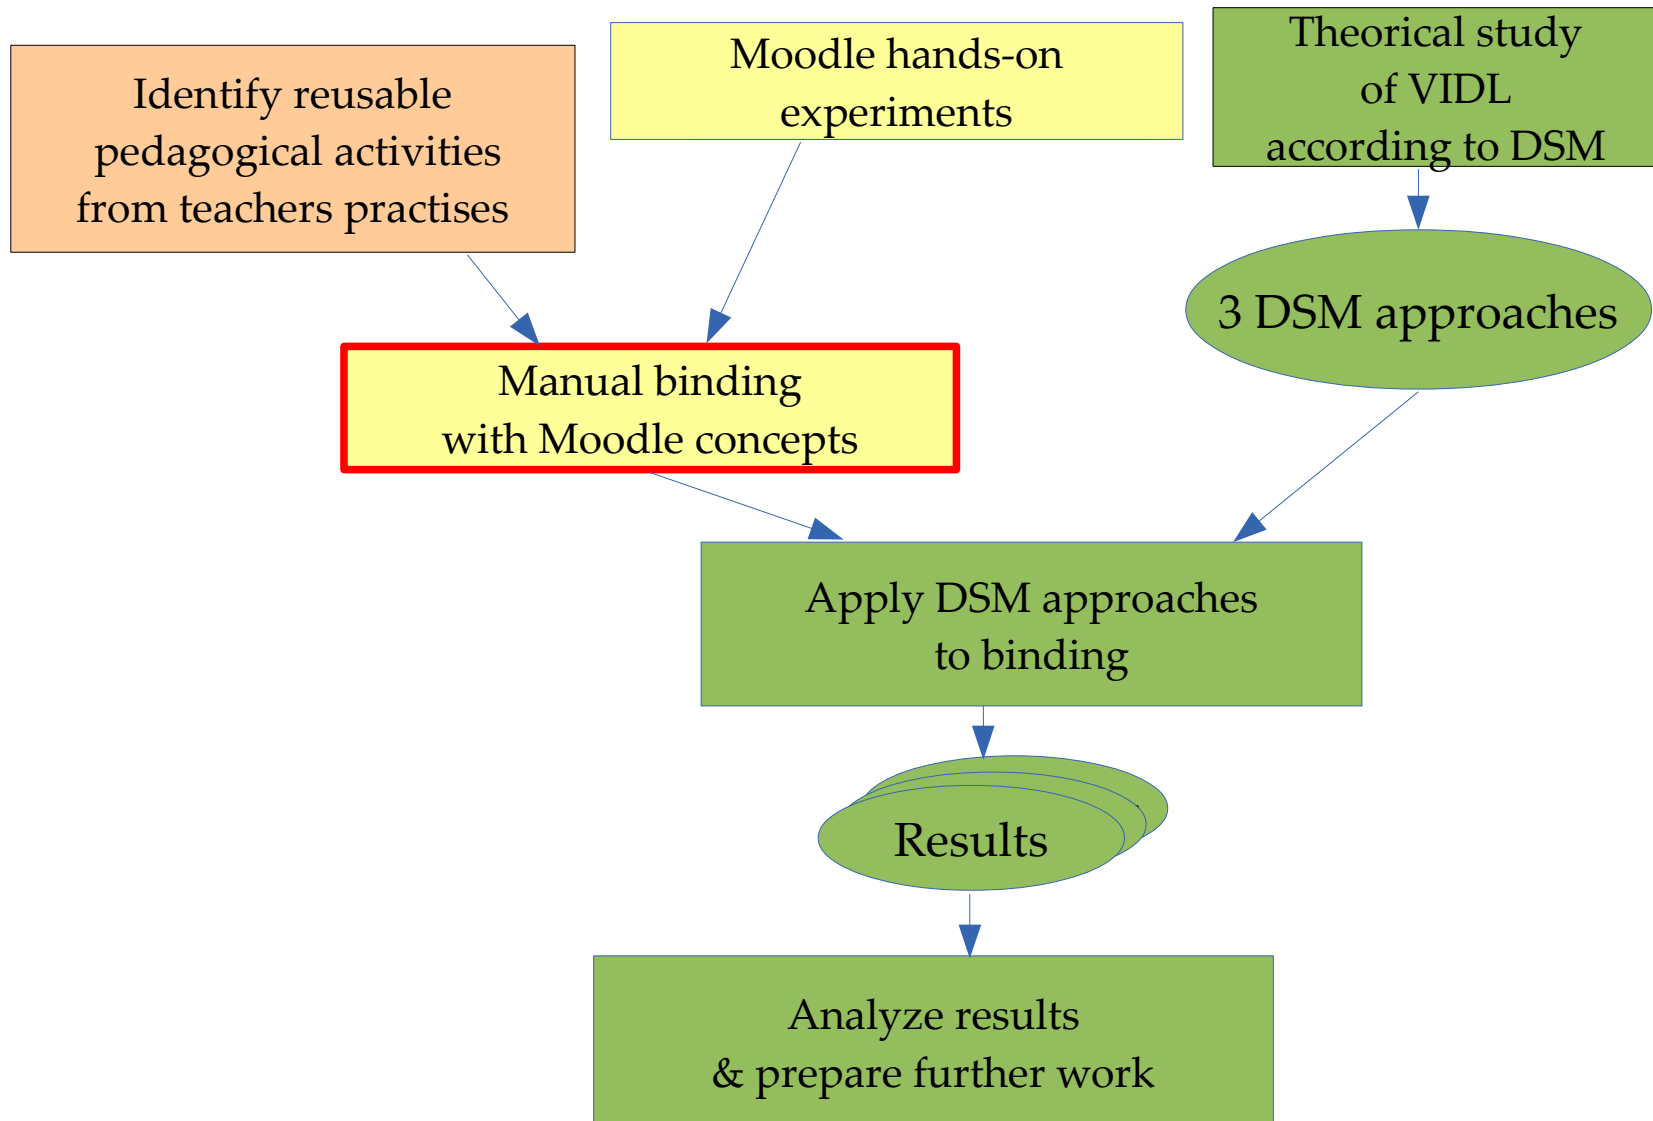 Identify reusable
pedagogical activities
from teachers practises
Moodle hands-on
experiments
Theorical study
of VIDL
according to DSM
3 DSM approaches
Manual binding
with Moodle concepts
Apply DSM approaches
to binding
Results
Analyze results
& prepare further work